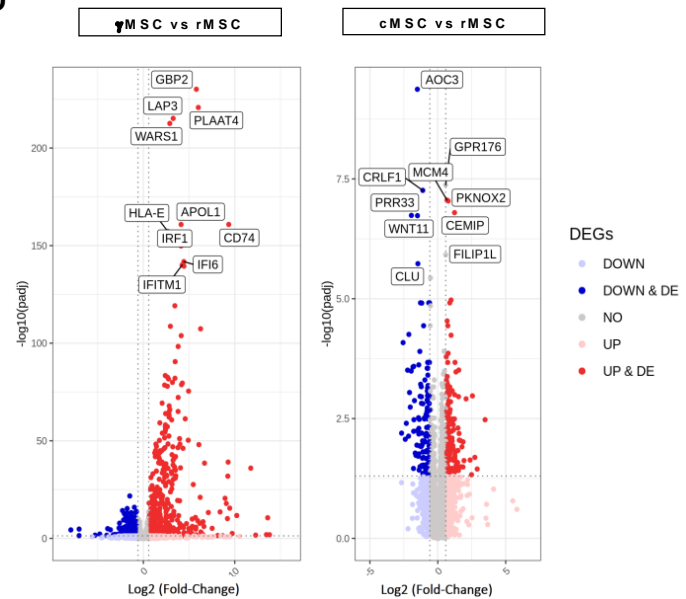 γMSC vs rMSC
cMSC vs rMSC
GBP2
LAP3
PLAAT4
WARS1
HLA-E
APOL1
IRF1
CD74
IFI6
IFITM1
-log10(padj)
200
150
100
50
0
0
10
Log2 (Fold-Change)
AOC3
GPR176
CRLF1
MCM4
PRR33
PKNOX2
WNT11
CEMIP
FILIP1L
CLU
-log10(padj)
7.5
5.0
2.5
0.0
-5
0
5
Log2 (Fold-Change)
DEGs
DOWN
DOWN & DE
NO
UP
UP & DE